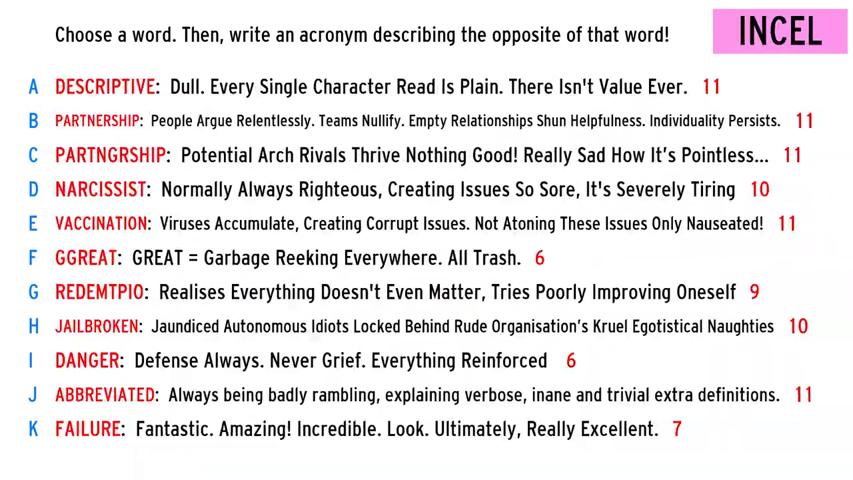 Choose a word. Then, write an acronym describing the opposite of that word! INCEL
A DESCRIPTIVE: Dull. Every Single Character Read Is Plain. There Isn't Value Ever. 11
B PARTNERSHIP: People Argue Relentlessly. Teams Nullify. Empty Relationships Shun Helpfulness. Individuality Persists. 11
C PARTNGRSHIP: Potential Arch Rivals Thrive Nothing Good! Really Sad How It's Pointless... 11
D NARCISSIST: Normally Always Righteous, Creating Issues So Sore, It's Severely Tiring 10
E VACCINATION: Viruses Accumulate, Creating Corrupt Issues. Not Atoning These Issues Only Nauseated! 11
F GGREAT: GREAT = Garbage Reeking Everywhere. All Trash. 6
G REDEMTPIO: Realises Everything Doesn't Even Matter, Tries Poorly Improving Oneself 9
H JAILBROKEN: Jaundiced Autonomous Idiots Locked Behind Rude Organisation's Kruel Egotistical Naughties 10
I DANGER: Defense Always. Never Grief. Everything Reinforced 6
J ABBREVIATED: Always being badly rambling, explaining verbose, inane and trivial extra definitions. 11
K FAILURE: Fantastic. Amazing! Incredible. Look. Ultimately, Really Excellent. 7